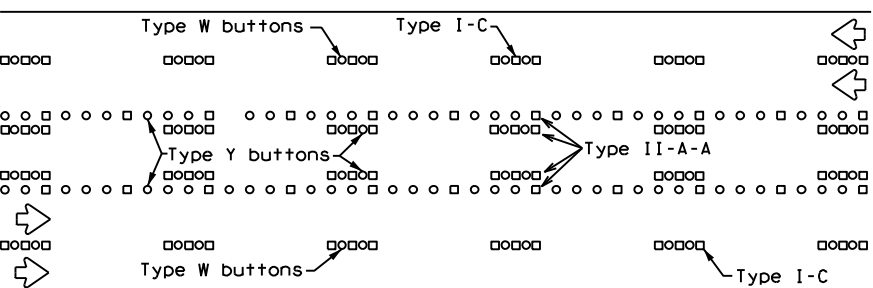 Type W buttons
Type I-C
Type Y buttons
Type II-A-A
Type W buttons
Type I-C